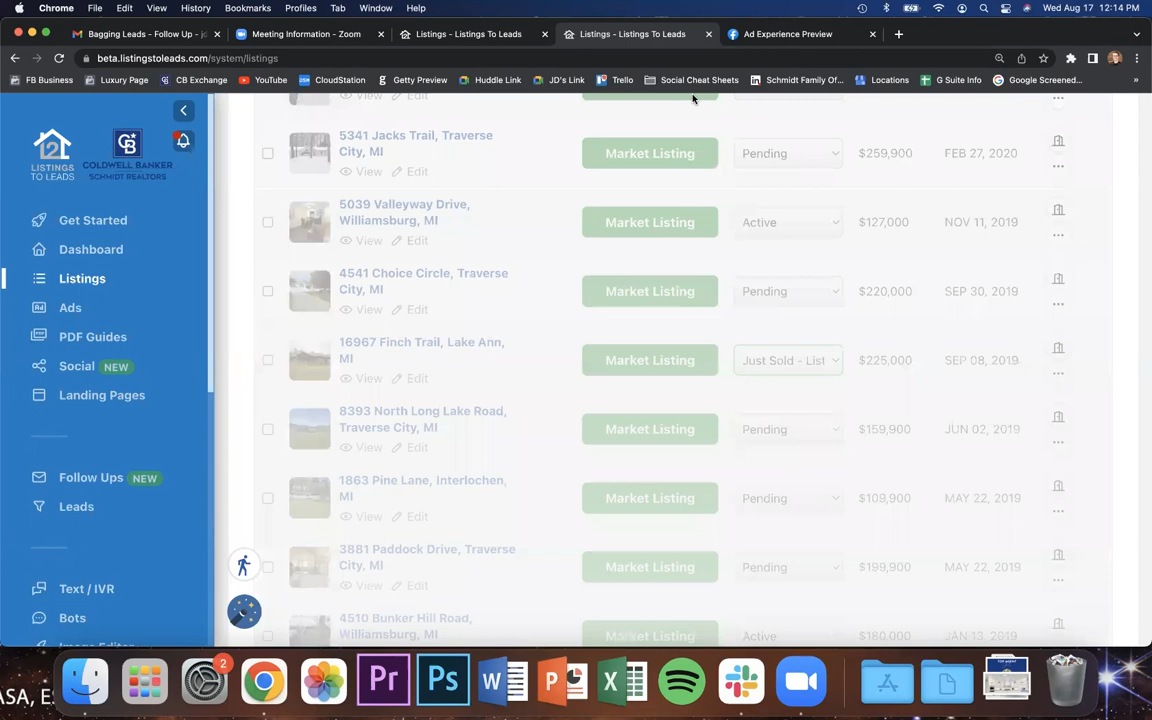 Chrome File Edit View History Bookmarks Profiles Tab Window Help Wed Aug 17 12:14 PM
Bagging Leads - Follow Up - jd Meeting Information - Zoom Listings - Listings To Leads Listings - Listings To Leads Ad Experience Preview
beta.listingstoleads.com/system/listings
FB Business Luxury Page CB Exchange YouTube CloudStation Getty Preview Huddle Link JD's Link Trello Social Cheat Sheets Schmidt Family Of... Locations G Suite Info Google Screened... »
View Edit
L2L
LISTINGS
TO LEADS
CB
COLDWELL BANKER
SCHMIDT REALTORS
Get Started
Dashboard
Listings
Ads
PDF Guides
Social NEW
Landing Pages
Follow Ups NEW
Leads
Text / IVR
Bots
Image Editor
5341 Jacks Trail, Traverse
City, MI
View Edit
Market Listing Pending $259,900 FEB 27, 2020
5039 Valleyway Drive,
Williamsburg, MI
View Edit
Market Listing Active $127,000 NOV 11, 2019
4541 Choice Circle, Traverse
City, MI
View Edit
Market Listing Pending $220,000 SEP 30, 2019
16967 Finch Trail, Lake Ann,
MI
View Edit
Market Listing Just Sold - List $225,000 SEP 08, 2019
8393 North Long Lake Road,
Traverse City, MI
View Edit
Market Listing Pending $159,900 JUN 02, 2019
1863 Pine Lane, Interlochen,
MI
View Edit
Market Listing Pending $109,900 MAY 22, 2019
3881 Paddock Drive, Traverse
City, MI
View Edit
Market Listing Pending $199,900 MAY 22, 2019
4510 Bunker Hill Road,
Williamsburg, MI
Market Listing Active $180,000 JAN 13, 2019
2
Pr Ps W P X
ASA, E